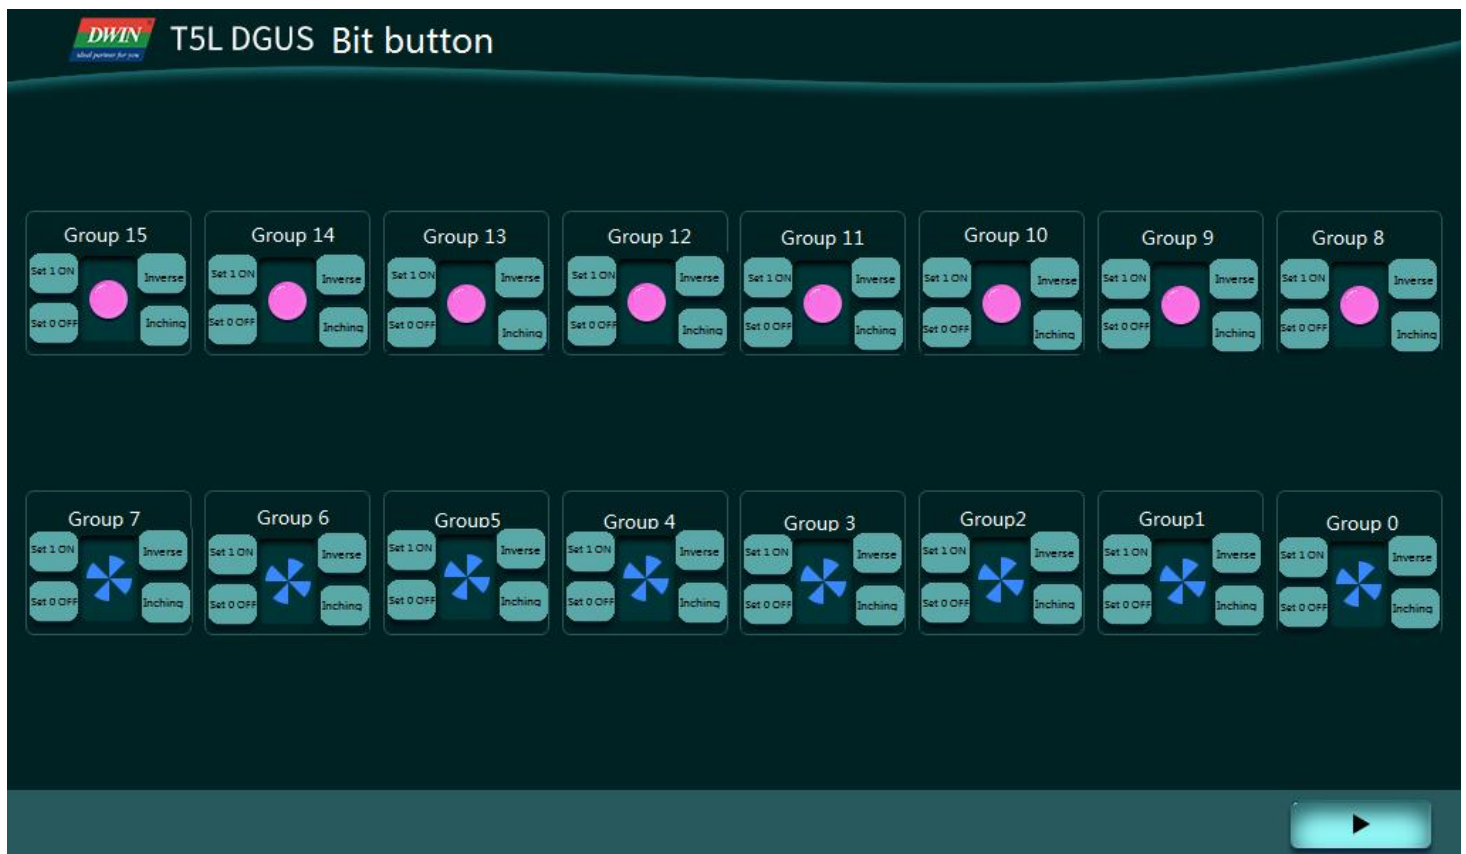 DWIN
ideal partner for you
T5L DGUS Bit button
Group 15 Group 14 Group 13 Group 12 Group 11 Group 10 Group 9 Group 8
Set 1 ON Inverse Set 1 ON Inverse Set 1 ON Inverse Set 1 ON Inverse Set 1 ON Inverse Set 1 ON Inverse Set 1 ON Inverse Set 1 ON Inverse
Set 0 OFF Inching Set 0 OFF Inching Set 0 OFF Inching Set 0 OFF Inching Set 0 OFF Inching Set 0 OFF Inching Set 0 OFF Inching Set 0 OFF Inching
Group 7 Group 6 Group5 Group 4 Group 3 Group2 Group1 Group 0
Set 1 ON Inverse Set 1 ON Inverse Set 1 ON Inverse Set 1 ON Inverse Set 1 ON Inverse Set 1 ON Inverse Set 1 ON Inverse Set 1 ON Inverse
Set 0 OFF Inching Set 0 OFF Inching Set 0 OFF Inching Set 0 OFF Inching Set 0 OFF Inching Set 0 OFF Inching Set 0 OFF Inching Set 0 OFF Inching